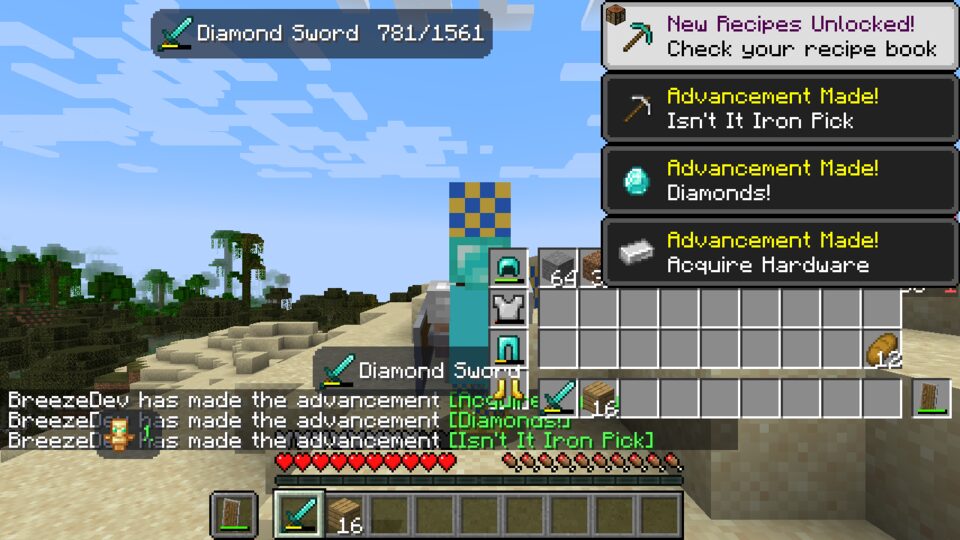 Diamond Sword 781/1561
New Recipes Unlocked!
Check your recipe book
Advancement Made!
Isn't It Iron Pick
Advancement Made!
Diamonds!
Advancement Made!
Acquire Hardware
64
12
Diamond Sword
16
BreezeDev has made the advancement
BreezeDev has made the advancement [Diamonds!]
BreezeDev has made the advancement [Isn't It Iron Pick]
1
16